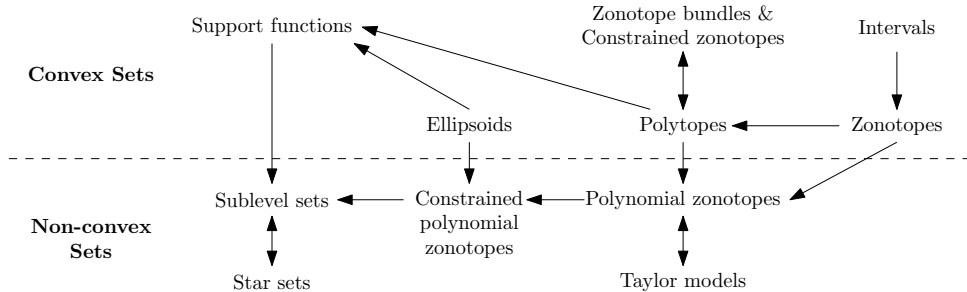 Zonotope bundles &
Constrained zonotopes
Support functions
Intervals
Convex Sets
Ellipsoids
Polytopes
Zonotopes
Sublevel sets
Constrained
polynomial
zonotopes
Polynomial zonotopes
Non-convex
Sets
Star sets
Taylor models